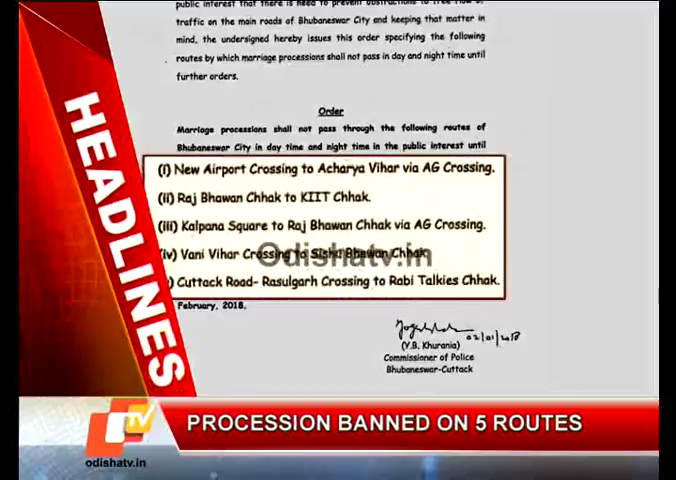 public interest that there is need to prevent obstructions to free flow of
traffic on the main roads of Bhubaneswar City and keeping that matter in
mind, the undersigned hereby issues this order specifying the following
routes by which marriage processions shall not pass in day and night time until
further orders.
Order
Marriage processions shall not pass through the following routes of
Bhubaneswar City in day time and night time in the public interest until
(i) New Airport Crossing to Acharya Vihar via AG Crossing.
(ii) Raj Bhawan Chhak to KIIT Chhak.
(iii) Kalpana Square to Raj Bhawan Chhak via AG Crossing.
iv) Vani Vihar Crossing to Sishu Bhawan Chhak
) Cuttack Road- Rasulgarh Crossing to Rabi Talkies Chhak.
Odishatv.in
February, 2018.
02/01/2018
(Y.B. Khurania)
Commissioner of Police
Bhubaneswar-Cuttack
HEADLINES
TV
odishatv.in
PROCESSION BANNED ON 5 ROUTES